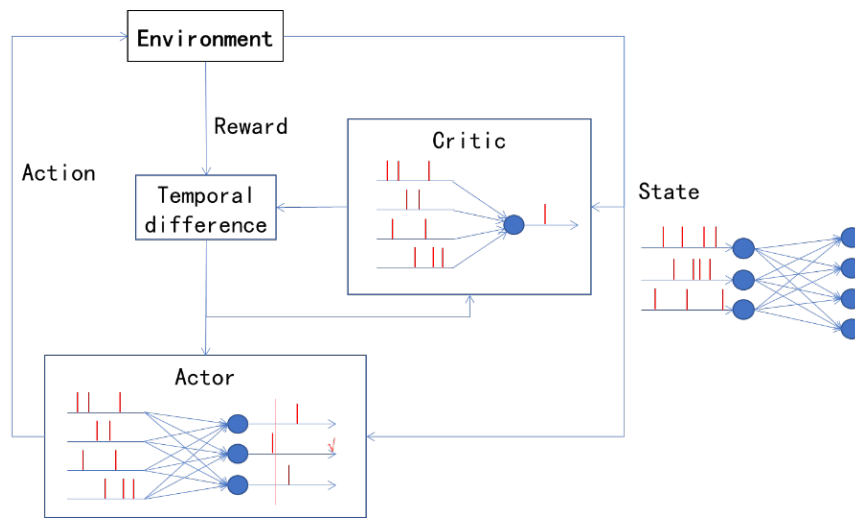 Environment
Reward
Critic
Action
Temporal
difference
State
Actor